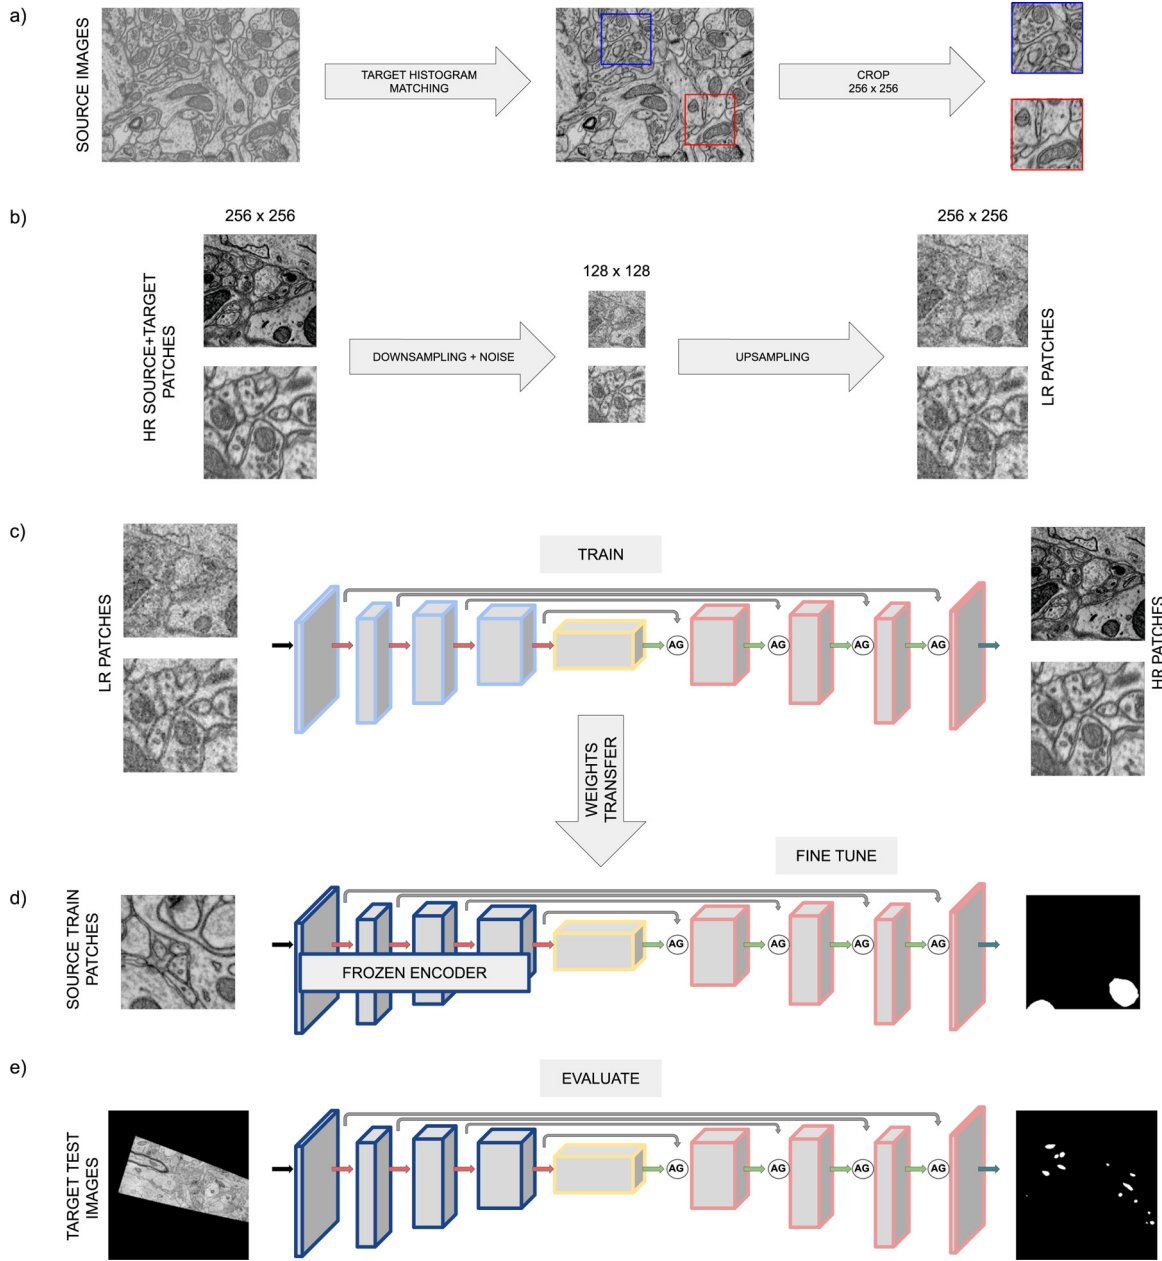 a)
SOURCE IMAGES
TARGET HISTOGRAM
MATCHING
CROP
256 x 256
b)
256 x 256
HR SOURCE+TARGET
PATCHES
DOWNSAMPLING + NOISE
128 x 128
UPSAMPLING
256 x 256
LR PATCHES
c)
LR PATCHES
TRAIN
AG
AG
AG
AG
HR PATCHES
WEIGHTS
TRANSFER
d)
SOURCE TRAIN
PATCHES
FINE TUNE
FROZEN ENCODER
AG
AG
AG
AG
e)
TARGET TEST
IMAGES
EVALUATE
AG
AG
AG
AG